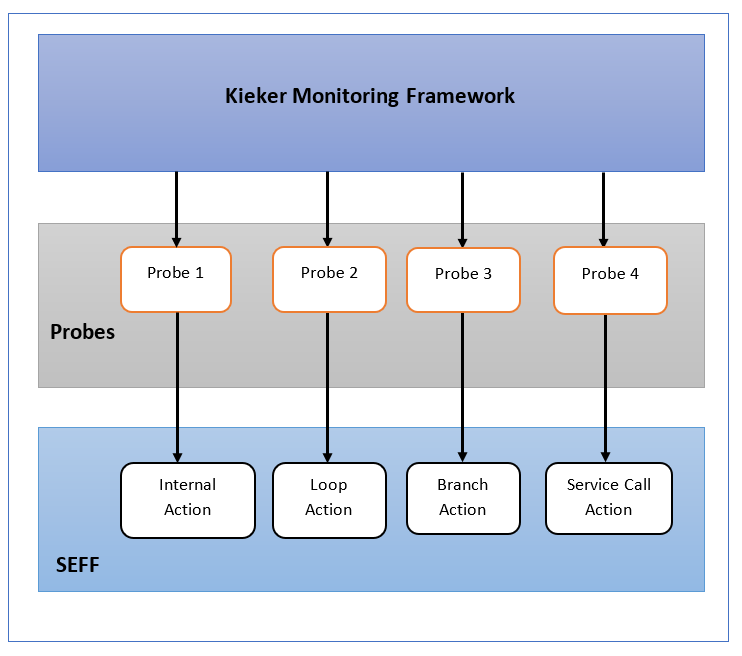 Kieker Monitoring Framework
Probe 1
Probe 2
Probe 3
Probe 4
Probes
Internal
Action
Loop
Action
Branch
Action
Service Call
Action
SEFF